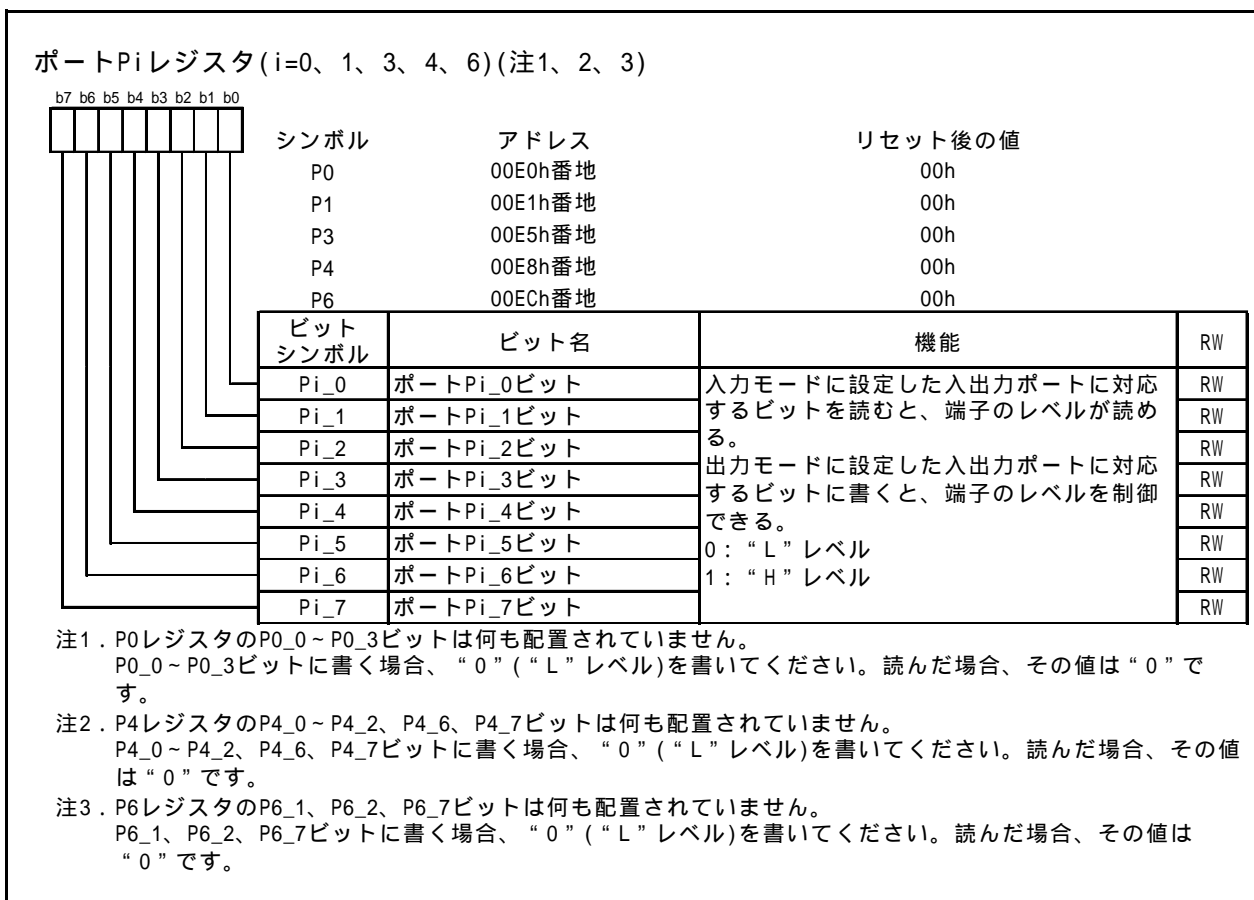 ポートPiレジスタ(i=0、1、3、4、6)(注1、2、3)
b7 b6 b5 b4 b3 b2 b1 b0
シンボル アドレス リセット後の値
P0 00E0h番地 00h
P1 00E1h番地 00h
P3 00E5h番地 00h
P4 00E8h番地 00h
P6 00ECh番地 00h
ビット
シンボル ビット名 機能 RW
Pi_0 ポートPi_0ビット 入力モードに設定した入出力ポートに対応 RW
Pi_1 ポートPi_1ビット するビットを読むと、端子のレベルが読め RW
Pi_2 ポートPi_2ビット る。 RW
Pi_3 ポートPi_3ビット 出力モードに設定した入出力ポートに対応 RW
Pi_4 ポートPi_4ビット するビットに書くと、端子のレベルを制御 RW
できる。
Pi_5 ポートPi_5ビット 0：“L”レベル RW
Pi_6 ポートPi_6ビット 1：“H”レベル RW
Pi_7 ポートPi_7ビット RW
注1．P0レジスタのP0_0~P0_3ビットは何も配置されていません。
P0_0~P0_3ビットに書く場合、“0”(“L”レベル)を書いてください。読んだ場合、その値は“0”で
す。
注2．P4レジスタのP4_0~P4_2、P4_6、P4_7ビットは何も配置されていません。
P4_0~P4_2、P4_6、P4_7ビットに書く場合、“0”(“L”レベル)を書いてください。読んだ場合、その値
は“0”です。
注3．P6レジスタのP6_1、P6_2、P6_7ビットは何も配置されていません。
P6_1、P6_2、P6_7ビットに書く場合、“0”(“L”レベル)を書いてください。読んだ場合、その値は
“0”です。